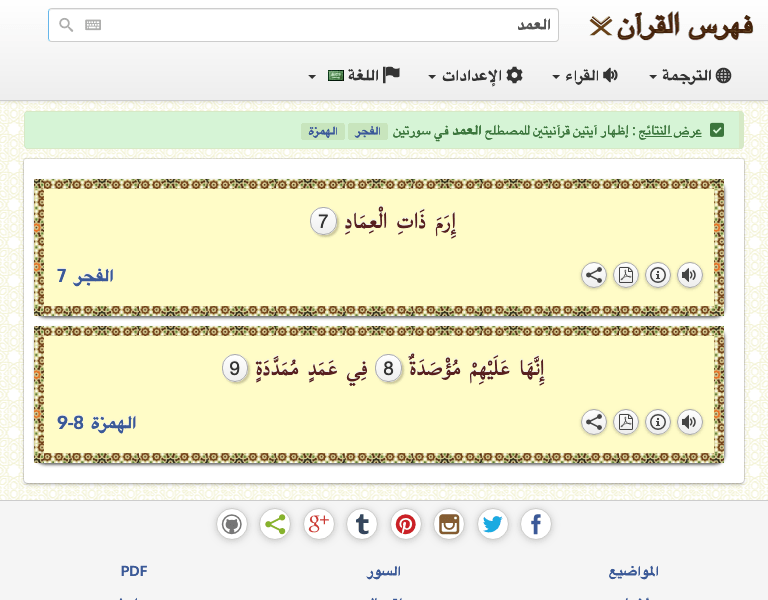 فهرس القرآن
العمد
الترجمة القراء الإعدادات اللغة
عرض النتائج : إظهار آيتين قرآنيتين للمصطلح العمد في سورتين الفجر الهمزة
إِرَمَ ذَاتِ الْعِمَادِ 7
الفجر 7
إِنَّهَا عَلَيْهِمْ مُؤْصَدَةٌ 8 فِي عَمَدٍ مُمَدَّدَةٍ 9
الهمزة 8-9
المواضيع السور PDF